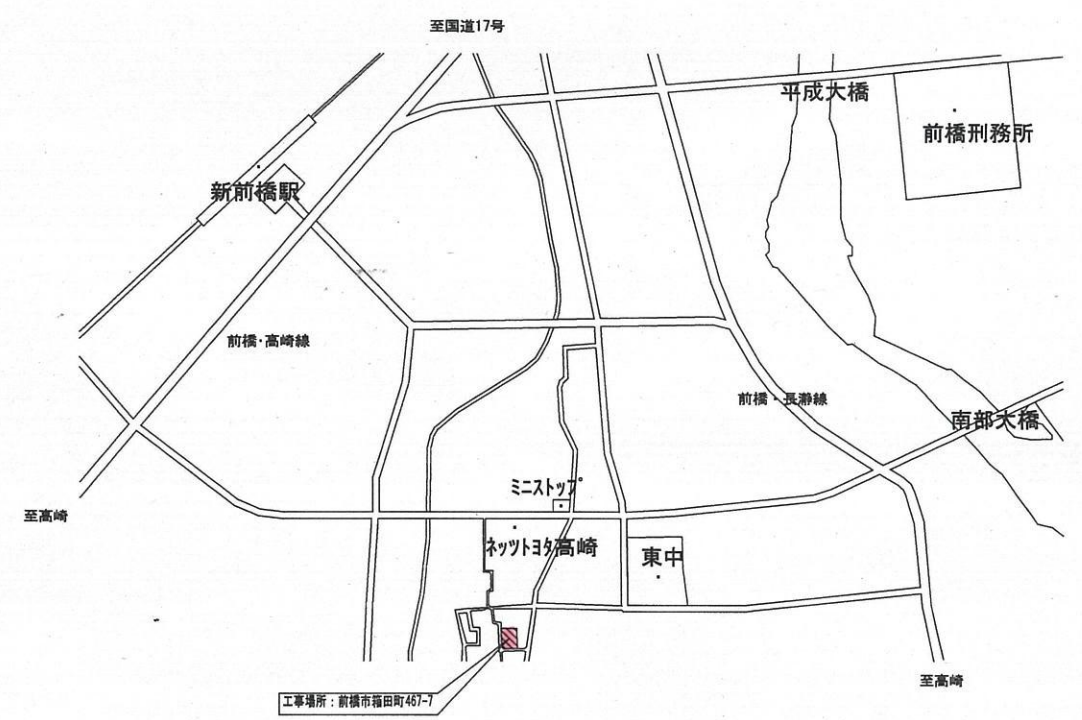 至国道17号
平成大橋
前橋刑務所
新前橋駅
前橋・高崎線
前橋・長瀞線
南部大橋
ミニストップ
至高崎
ネッツトヨタ高崎
東中
至高崎
工事場所：前橋市箱田町467-7